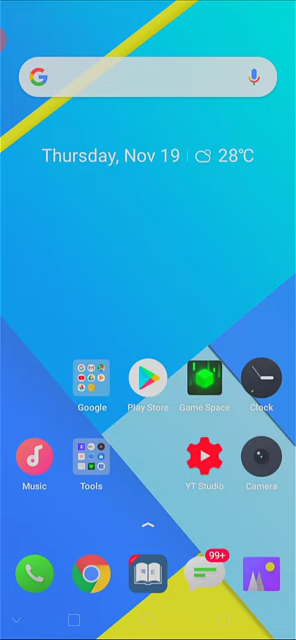 Thursday, Nov 19 28℃
Google Play Store Game Space Clock
Music Tools YT Studio Camera
99+